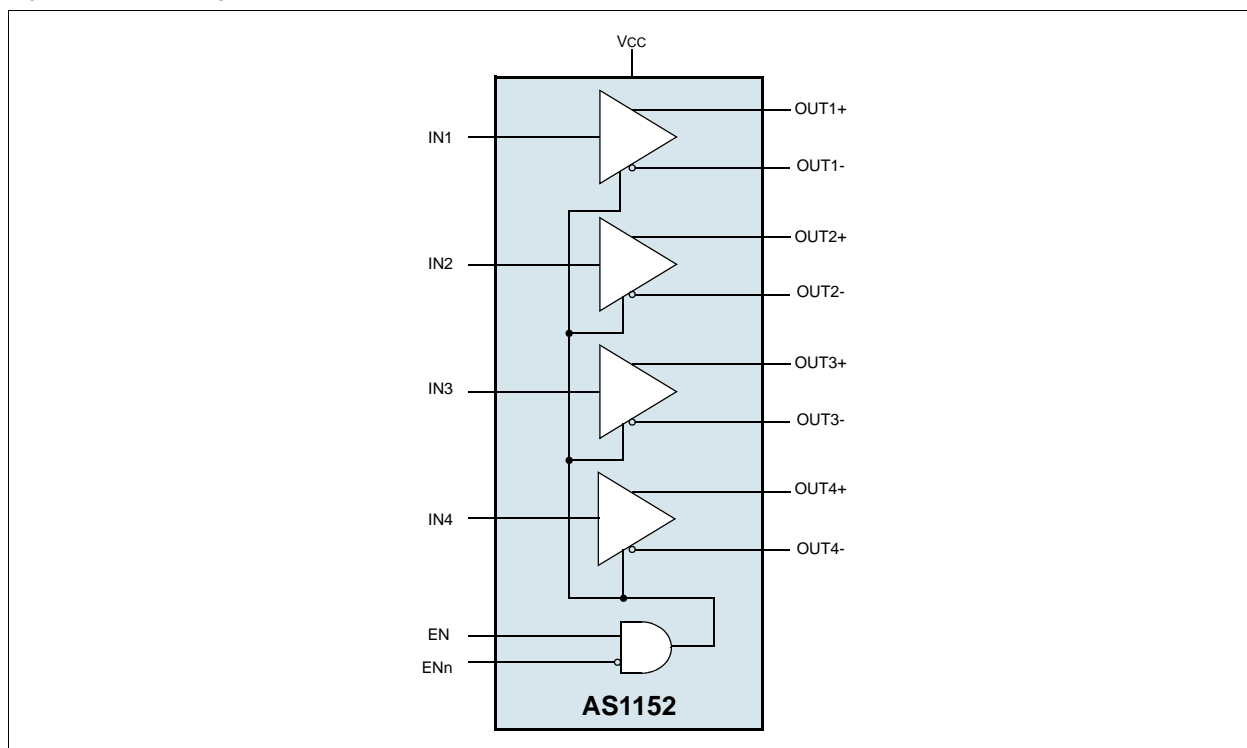 Vcc
OUT1+
IN1
OUT1-
OUT2+
IN2
OUT2-
OUT3+
IN3
OUT3-
OUT4+
IN4
OUT4-
EN
ENn
AS1152